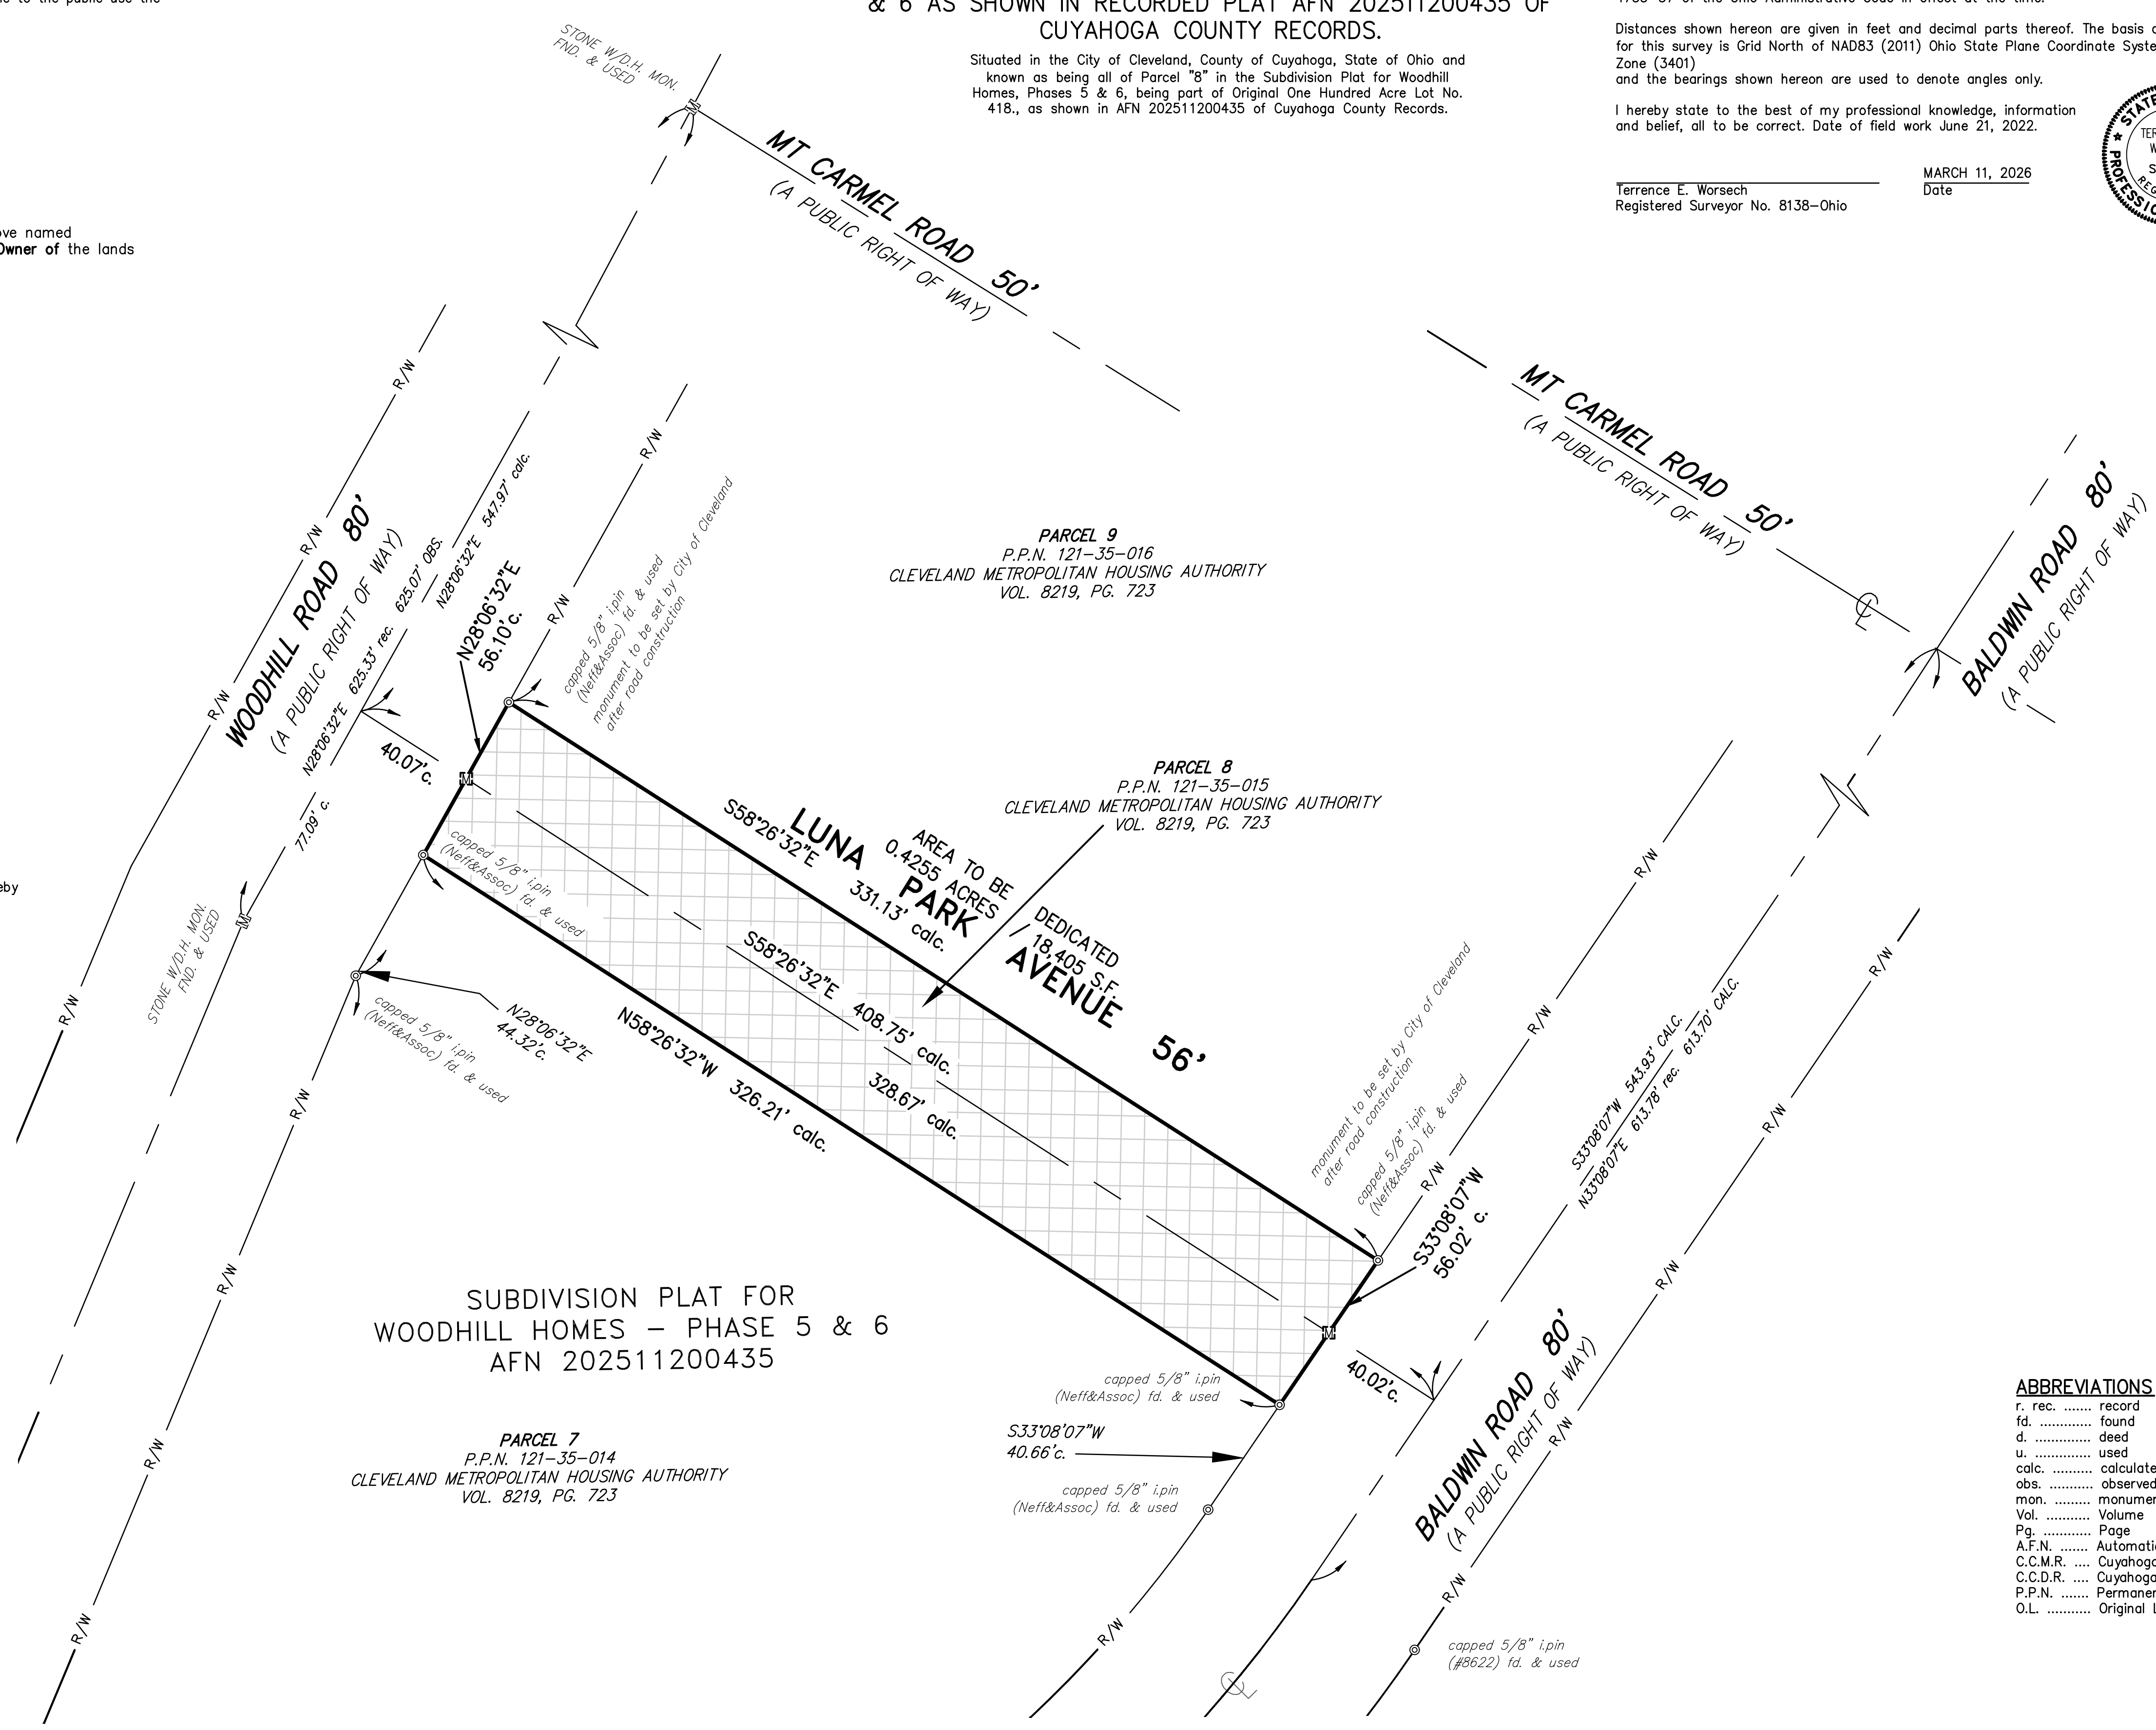 & 6 AS SHOWN IN RECORDED PLAT AFN 202511200435 OF
CUYAHOGA COUNTY RECORDS.
Situated in the City of Cleveland, County of Cuyahoga, State of Ohio and
known as being all of Parcel "8" in the Subdivision Plat for Woodhill
Homes, Phases 5 & 6, being part of Original One Hundred Acre Lot No.
418., as shown in AFN 202511200435 of Cuyahoga County Records.
Distances shown hereon are given in feet and decimal parts thereof. The basis
for this survey is Grid North of NAD83 (2011) Ohio State Plane Coordinate
Zone (3401)
and the bearings shown hereon are used to denote angles only.
I hereby state to the best of my professional knowledge, information
and belief, all to be correct. Date of field work June 21, 2022.
MARCH 11, 2026
Terrence E. Worsech
Date
Registered Surveyor No. 8138-Ohio
named
Owner of the lands
STONE W/D.H. MON.
FND. & USED
MT CARMEL ROAD 50'
(A PUBLIC RIGHT OF WAY)
MT CARMEL ROAD 50'
(A PUBLIC RIGHT OF WAY)
BALDWIN ROAD 80'
(A PUBLIC RIGHT OF WAY)
R/W
R/W
R/W
R/W
R/W
R/W
WOODHILL ROAD 80'
(A PUBLIC RIGHT OF WAY)
N28°06'32"E 625.33' rec. 625.07' OBS.
N28°06'32"E 547.97' calc.
77.09' c.
N28°06'32"E
56.10'c.
40.07'c.
capped 5/8" i.pin
(Neff&Assoc) fd. & used
monument to be set by City of Cleveland
after road construction
PARCEL 9
P.P.N. 121-35-016
CLEVELAND METROPOLITAN HOUSING AUTHORITY
VOL. 8219, PG. 723
PARCEL 8
P.P.N. 121-35-015
CLEVELAND METROPOLITAN HOUSING AUTHORITY
VOL. 8219, PG. 723
M
M
M
S58°26'32"E 331.13' calc.
LUNA PARK AVENUE 56'
AREA TO BE DEDICATED
0.4255 ACRES / 18,405 S.F.
capped 5/8" i.pin
(Neff&Assoc) fd. & used
S58°26'32"E 408.75' calc.
328.67' calc.
N58°26'32"W 326.21' calc.
STONE W/D.H. MON.
FND. & USED
M
N28°06'32"E
44.32'c.
capped 5/8" i.pin
(Neff&Assoc) fd. & used
R/W
R/W
R/W
R/W
monument to be set by City of Cleveland
after road construction
capped 5/8" i.pin
(Neff&Assoc) fd. & used
R/W
R/W
R/W
S33°08'07"W 543.93' CALC.
N33°08'07"E 613.78' rec. 613.70' CALC.
S33°08'07"W
56.02' c.
R/W
R/W
R/W
R/W
R/W
SUBDIVISION PLAT FOR
WOODHILL HOMES - PHASE 5 & 6
AFN 202511200435
PARCEL 7
P.P.N. 121-35-014
CLEVELAND METROPOLITAN HOUSING AUTHORITY
VOL. 8219, PG. 723
M
40.02'c.
capped 5/8" i.pin
(Neff&Assoc) fd. & used
S33°08'07"W
40.66'c.
capped 5/8" i.pin
(Neff&Assoc) fd. & used
BALDWIN ROAD 80'
(A PUBLIC RIGHT OF WAY)
R/W
capped 5/8" i.pin
(#8622) fd. & used
ABBREVIATIONS
r. rec. ....... record
fd. ............. found
d. .............. deed
u. .............. used
calc. .......... calculate
obs. ........... observed
mon. .........
Vol. ........... Volume
Pg. ............ Page
A.F.N. .......
C.C.M.R. ....
C.C.D.R. ....
P.P.N. .......
O.L. ........... Original